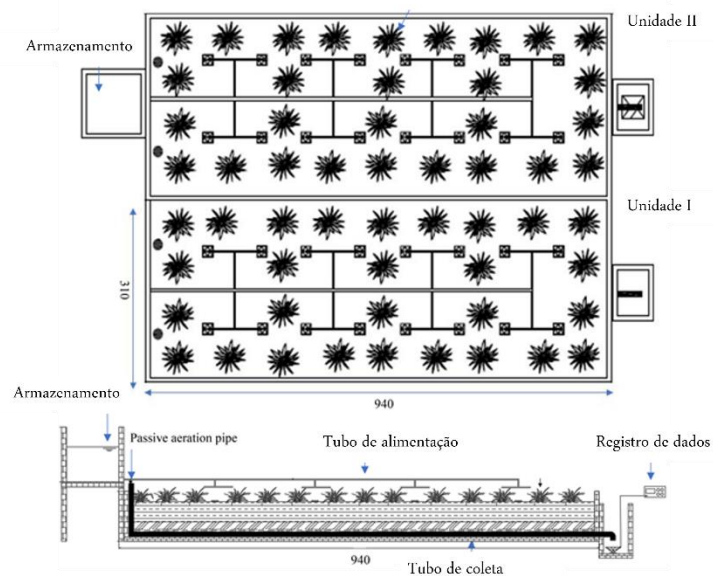 Unidade II
Armazenamento
Unidade I
310
940
Armazenamento
Passive aeration pipe
Tubo de alimentação
Registro de dados
940
Tubo de coleta